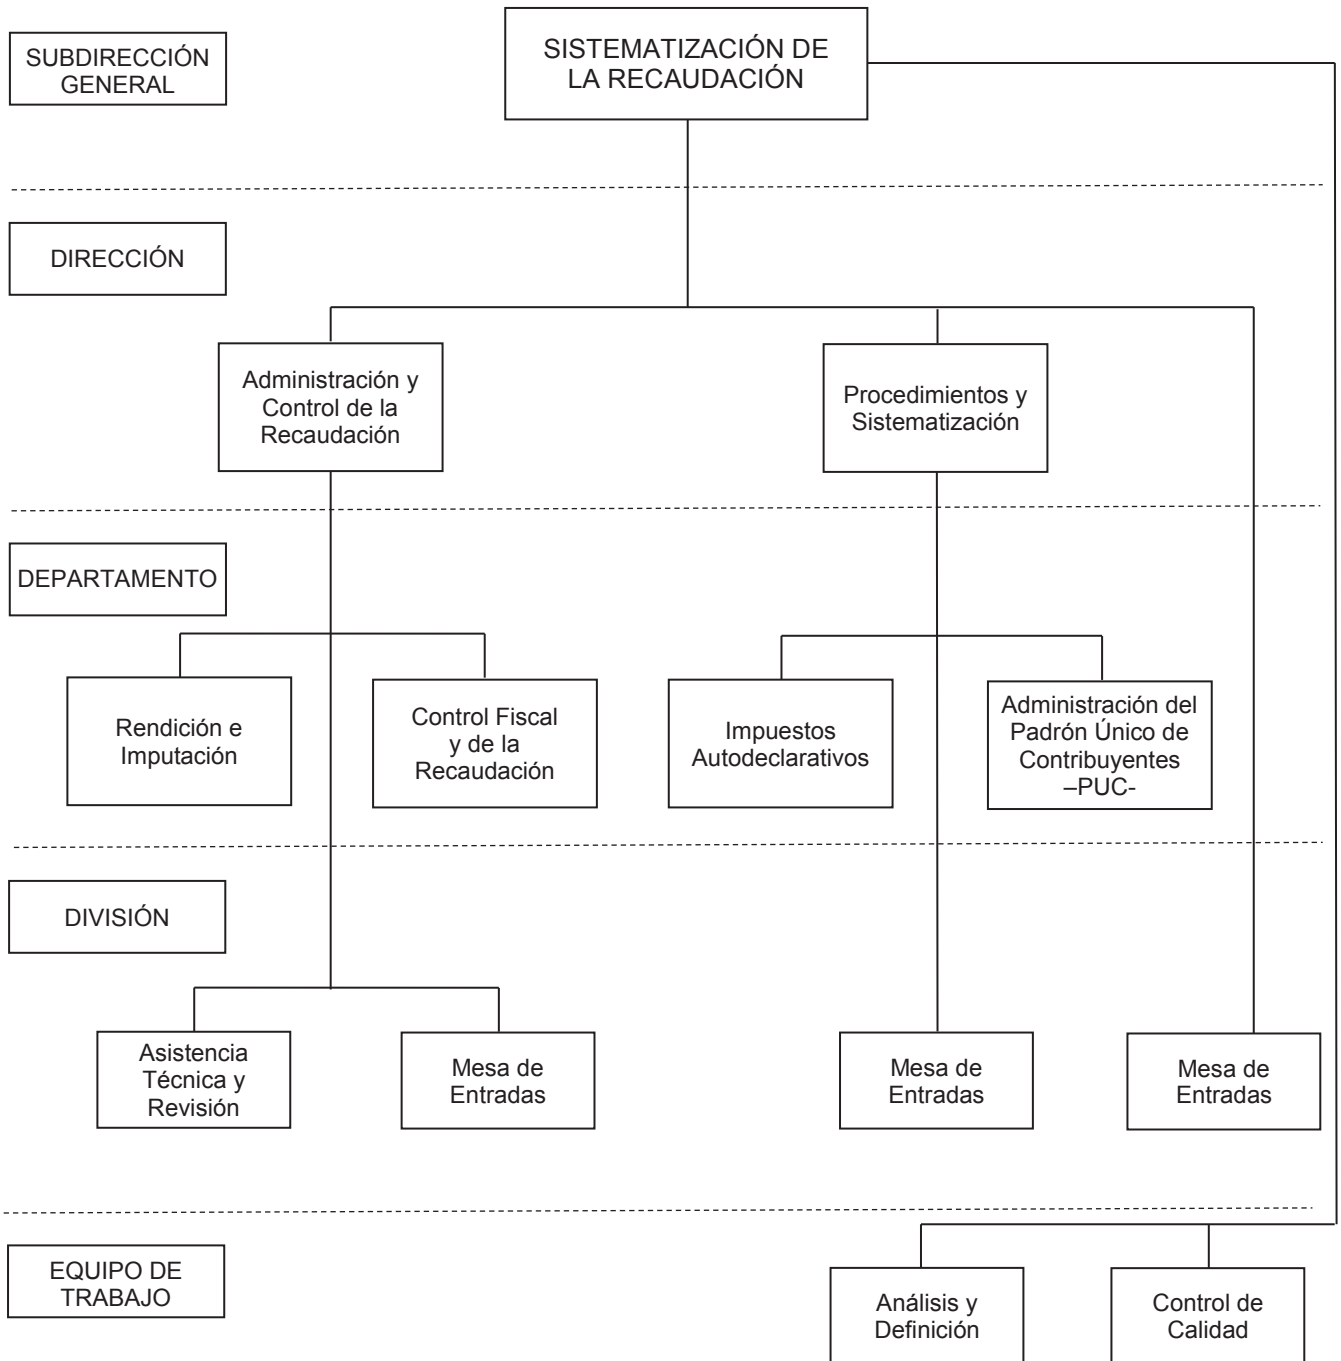 SUBDIRECCIÓN
GENERAL
SISTEMATIZACIÓN DE
LA RECAUDACIÓN
DIRECCIÓN
Administración y
Control de la
Recaudación
Procedimientos y
Sistematización
DEPARTAMENTO
Rendición e
Imputación
Control Fiscal
y de la
Recaudación
Impuestos
Autodeclarativos
Administración del
Padrón Único de
Contribuyentes
–PUC-
DIVISIÓN
Asistencia
Técnica y
Revisión
Mesa de
Entradas
Mesa de
Entradas
Mesa de
Entradas
EQUIPO DE
TRABAJO
Análisis y
Definición
Control de
Calidad